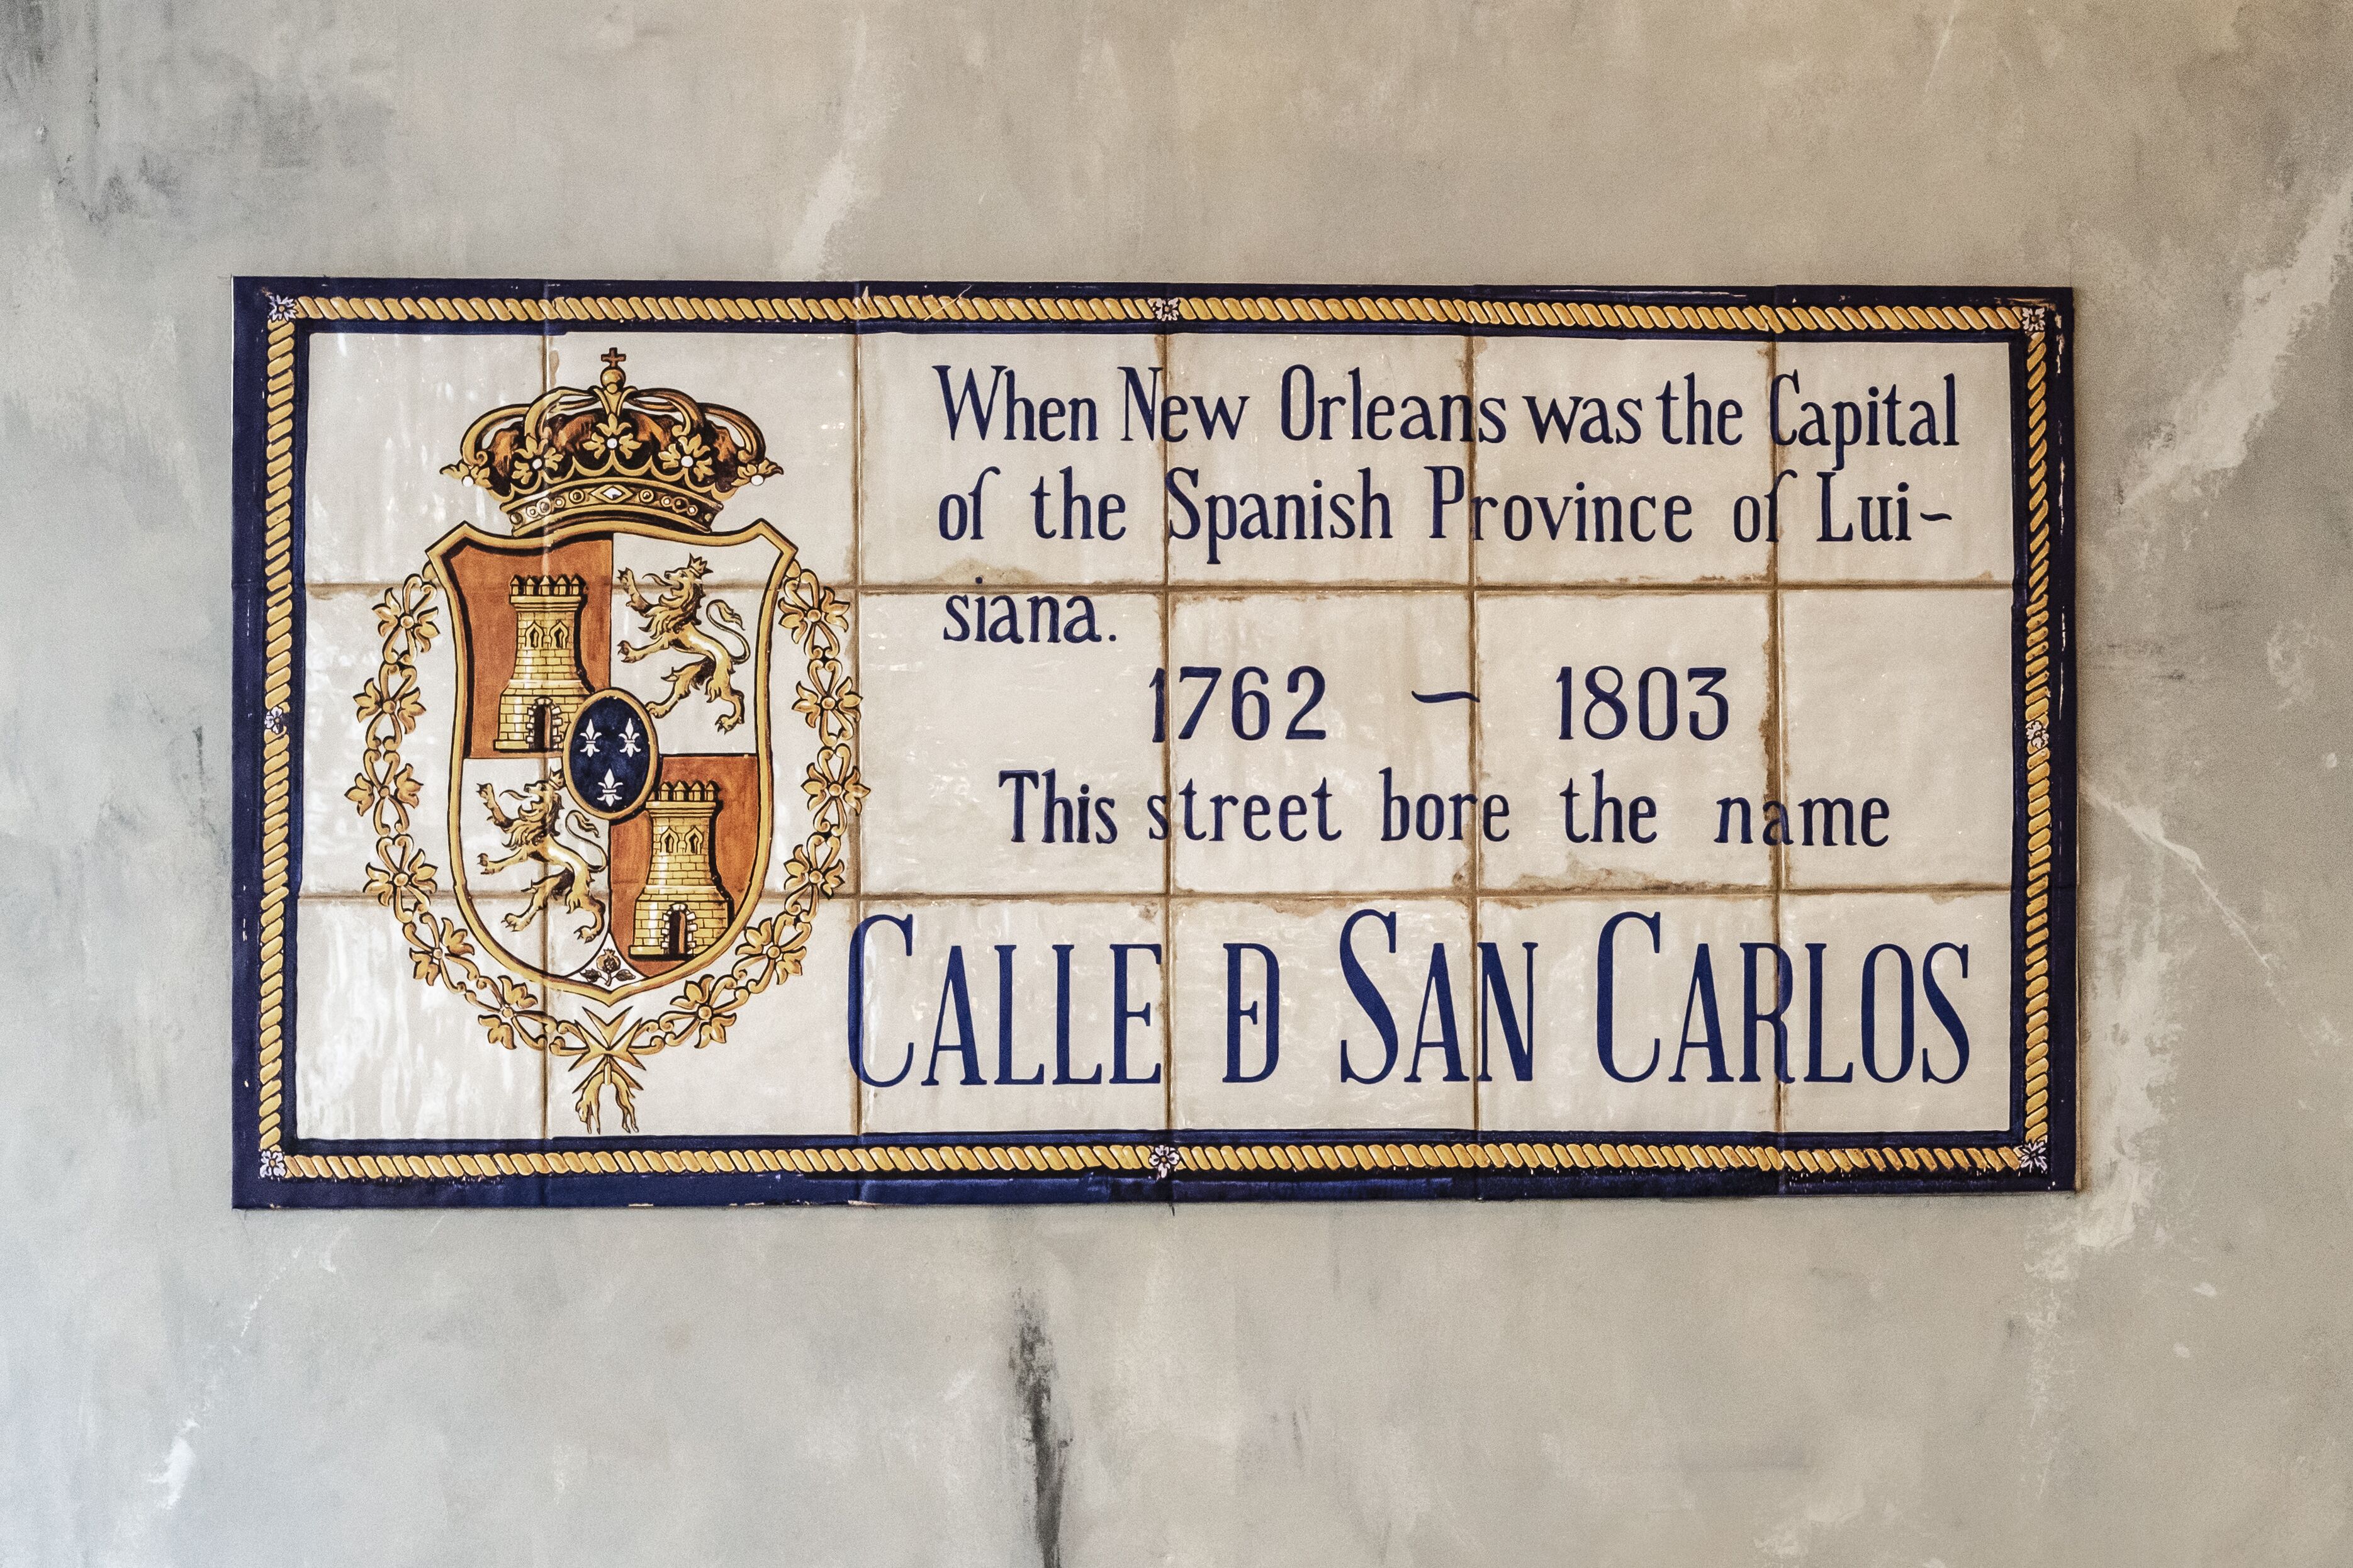 When New Orleans was the Capital
of the Spanish Province of Lui~
siana.
1762 ~ 1803
This street bore the name
CALLE Đ SAN CARLOS